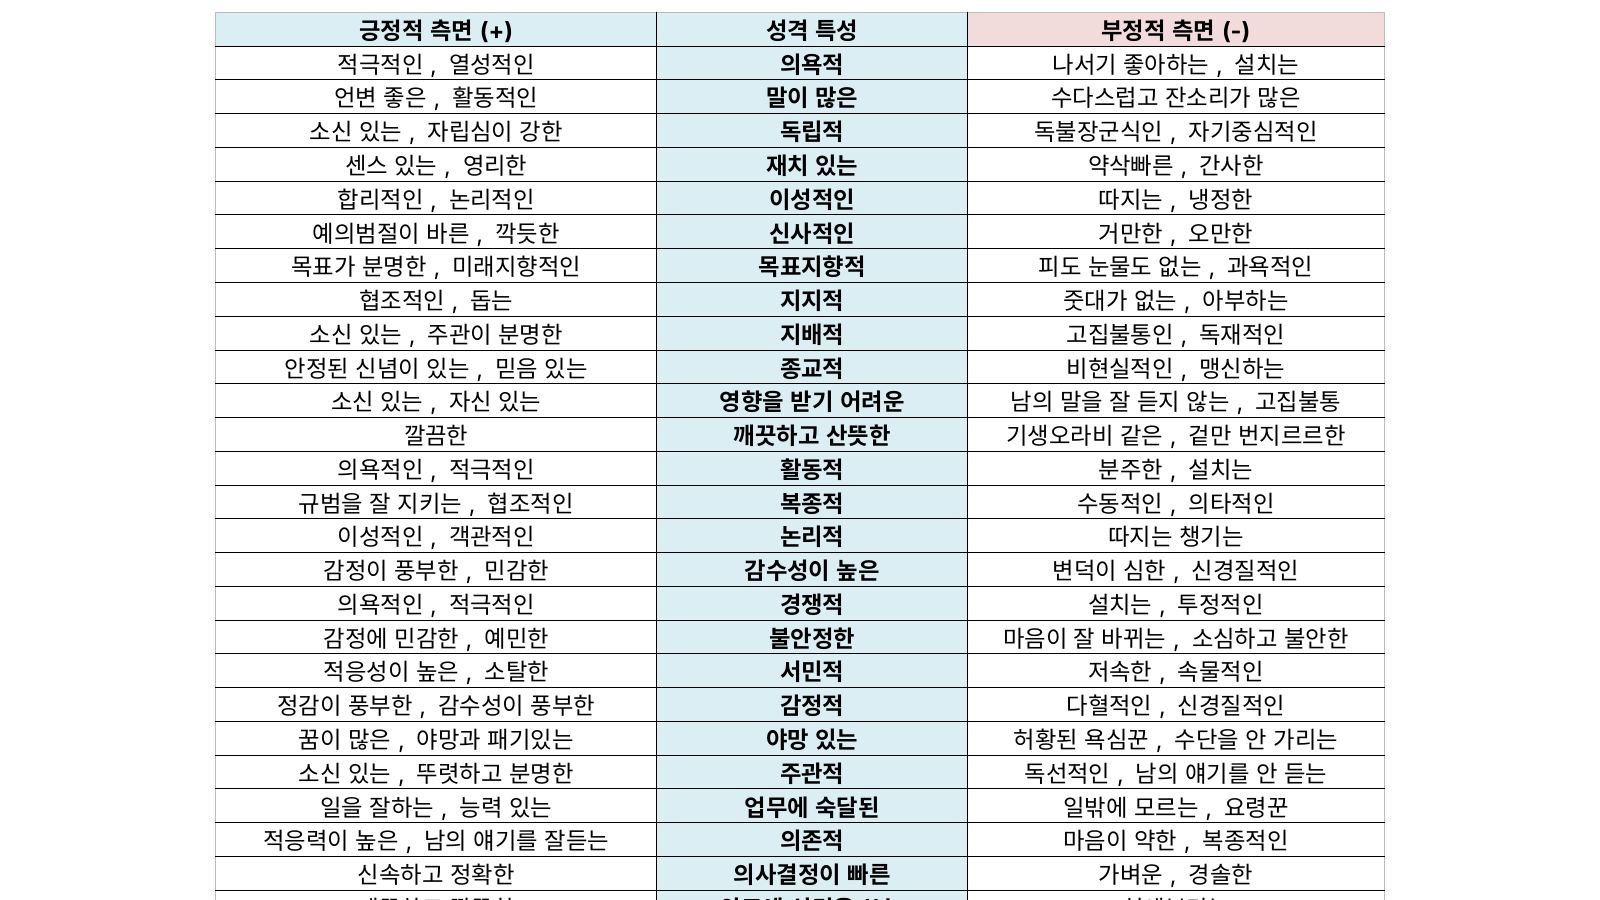 긍정적 측면 (+) 성격 특성 부정적 측면 (-)
적극적인 , 열성적인 의욕적 나서기 좋아하는 , 설치는
언변 좋은 , 활동적인 말이 많은 수다스럽고 잔소리가 많은
소신 있는 , 자립심이 강한 독립적 독불장군식인 , 자기중심적인
센스 있는 , 영리한 재치 있는 약삭빠른 , 간사한
합리적인 , 논리적인 이성적인 따지는 , 냉정한
예의범절이 바른 , 깍듯한 신사적인 거만한 , 오만한
목표가 분명한 , 미래지향적인 목표지향적 피도 눈물도 없는 , 과욕적인
협조적인 , 돕는 지지적 줏대가 없는 , 아부하는
소신 있는 , 주관이 분명한 지배적 고집불통인 , 독재적인
안정된 신념이 있는 , 믿음 있는 종교적 비현실적인 , 맹신하는
소신 있는 , 자신 있는 영향을 받기 어려운 남의 말을 잘 듣지 않는 , 고집불통
깔끔한 깨끗하고 산뜻한 기생오라비 같은 , 겉만 번지르르한
의욕적인 , 적극적인 활동적 분주한 , 설치는
규범을 잘 지키는 , 협조적인 복종적 수동적인 , 의타적인
이성적인 , 객관적인 논리적 따지는 챙기는
감정이 풍부한 , 민감한 감수성이 높은 변덕이 심한 , 신경질적인
의욕적인 , 적극적인 경쟁적 설치는 , 투정적인
감정에 민감한 , 예민한 불안정한 마음이 잘 바뀌는 , 소심하고 불안한
적응성이 높은 , 소탈한 서민적 저속한 , 속물적인
정감이 풍부한 , 감수성이 풍부한 감정적 다혈적인 , 신경질적인
꿈이 많은 , 야망과 패기있는 야망 있는 허황된 욕심꾼 , 수단을 안 가리는
소신 있는 , 뚜렷하고 분명한 주관적 독선적인 , 남의 얘기를 안 듣는
일을 잘하는 , 능력 있는 업무에 숙달된 일밖에 모르는 , 요령꾼
적응력이 높은 , 남의 얘기를 잘듣는 의존적 마음이 약한 , 복종적인
신속하고 정확한 의사결정이 빠른 가벼운 , 경솔한